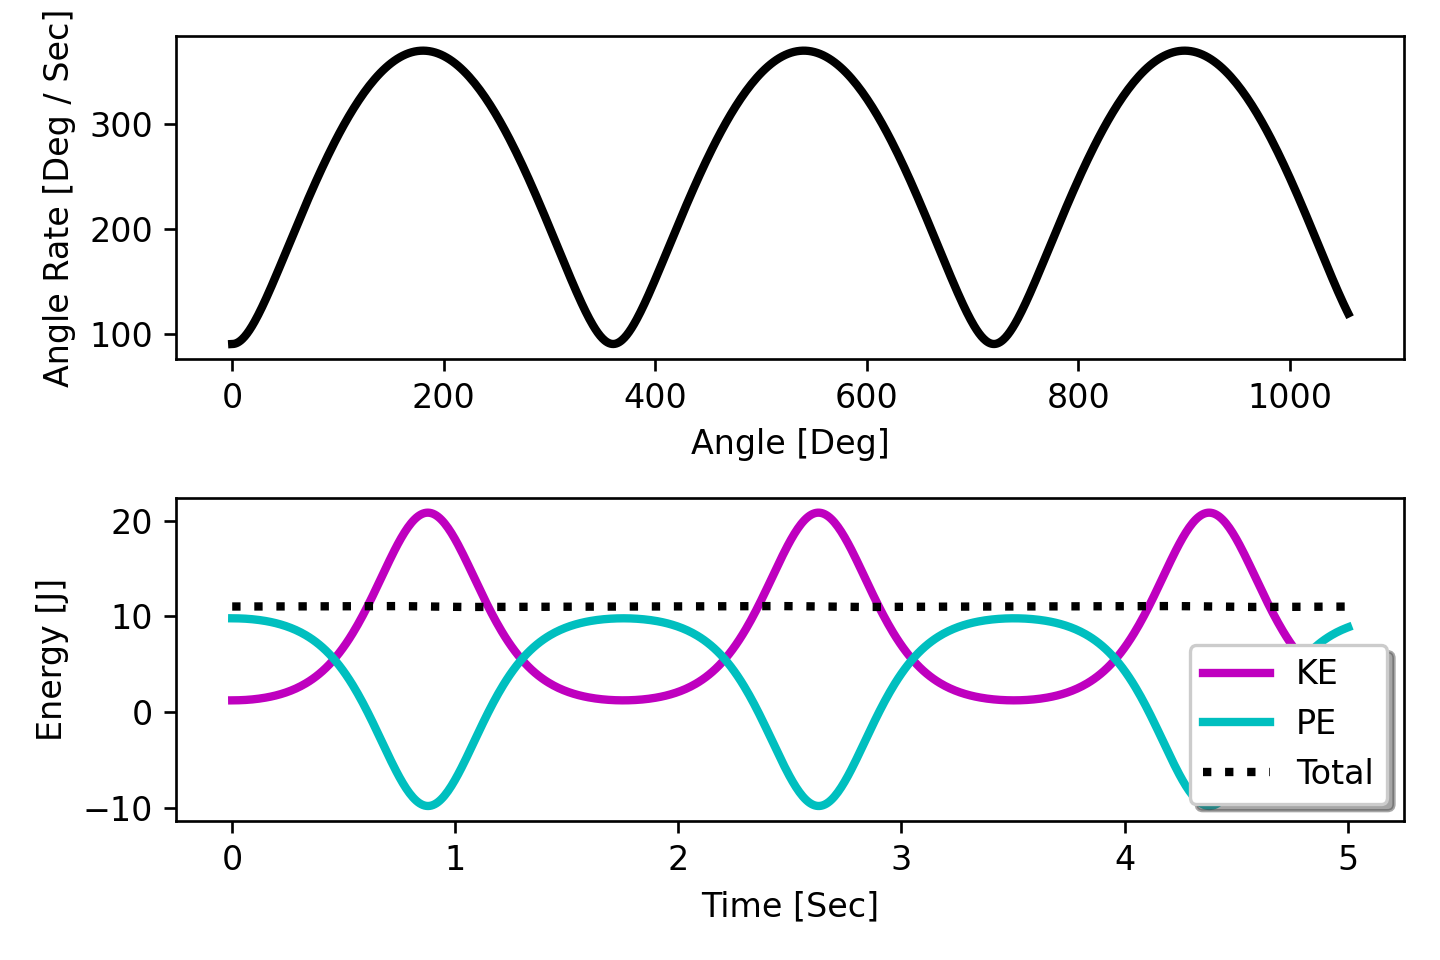 Angle Rate [Deg / Sec]
300
200
100
0 200 400 600 800 1000
Angle [Deg]
Energy [J]
20
10
0
−10
KE
PE
Total
0 1 2 3 4 5
Time [Sec]